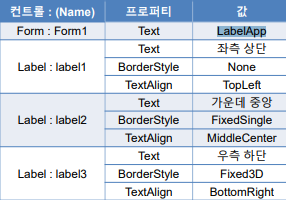 컨트롤 : (Name) 프로퍼티 값
Form : Form1 Text LabelApp
Label : label1 Text 좌측 상단
BorderStyle None
TextAlign TopLeft
Label : label2 Text 가운데 중앙
BorderStyle FixedSingle
TextAlign MiddleCenter
Label : label3 Text 우측 하단
BorderStyle Fixed3D
TextAlign BottomRight